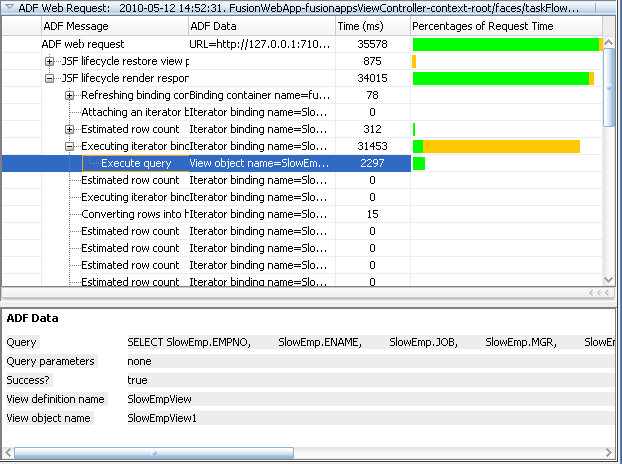 ADF Web Request:   2010-05-12 14:52:31. FusionWebApp-fusionappsViewController-context-root/faces/taskFlow...
ADF Message ADF Data Time (ms) Percentages of Request Time
ADF web request URL=http://127.0.0.1:710... 35578
JSF lifecycle restore view p 875
JSF lifecycle render respor 34015
Refreshing binding con Binding container name=fu... 78
Attaching an iterator b Iterator binding name=Slo... 0
Estimated row count Iterator binding name=Slo... 312
Executing iterator binc Iterator binding name=Slo... 31453
Execute query View object name=SlowEm... 2297
Estimated row count Iterator binding name=Slo... 0
Executing iterator binc Iterator binding name=Slo... 0
Converting rows into h Iterator binding name=Slo... 15
Estimated row count Iterator binding name=Slo... 0
Estimated row count Iterator binding name=Slo... 0
Estimated row count Iterator binding name=Slo... 0
Estimated row count Iterator binding name=Slo... 0
ADF Data
Query SELECT SlowEmp.EMPNO, SlowEmp.ENAME, SlowEmp.JOB, SlowEmp.MGR, SlowEm
Query parameters none
Success? true
View definition name SlowEmpView
View object name SlowEmpView1